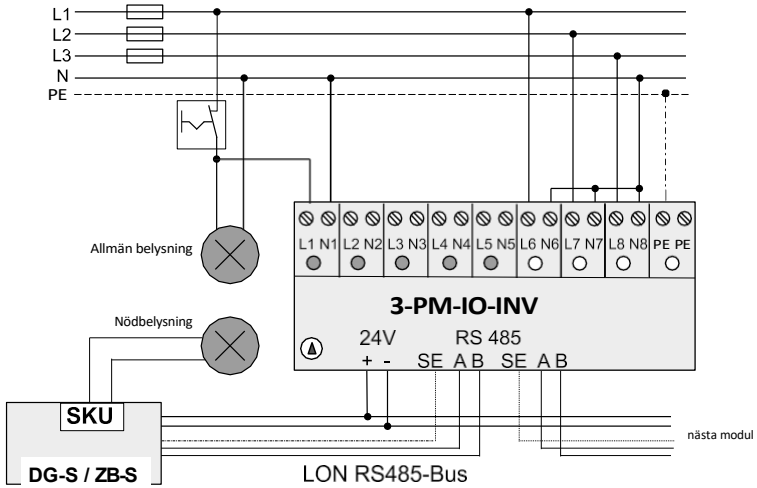 L1
L2
L3
N
PE
Allmän belysning
L1 N1 L2 N2 L3 N3 L4 N4 L5 N5 L6 N6 L7 N7 L8 N8 PE PE
3-PM-IO-INV
Nödbelysning
24V RS 485
+ - SE A B SE A B
SKU
nästa modul
DG-S / ZB-S
LON RS485-Bus